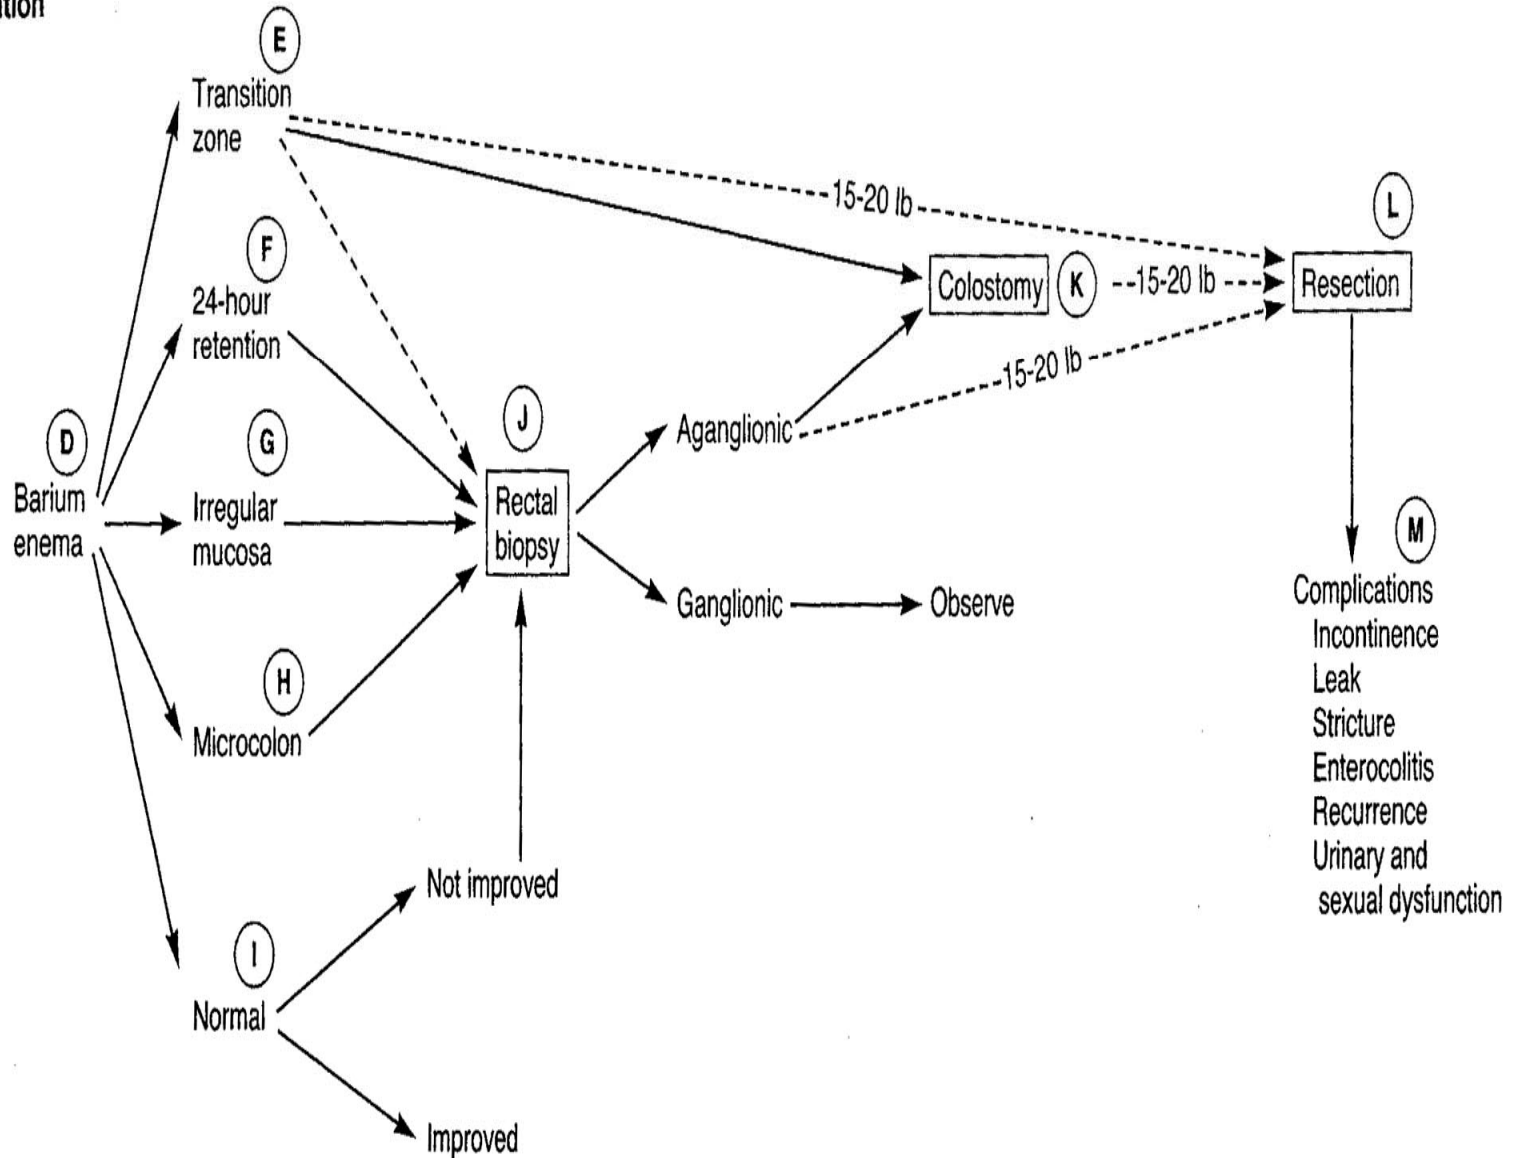 E
Transition
zone
15-20 lb
L
F
24-hour
retention
Colostomy
K
15-20 lb
Resection
15-20 lb
D
Barium
enema
G
Irregular
mucosa
J
Rectal
biopsy
Aganglionic
Ganglionic
Observe
M
Complications
Incontinence
Leak
Stricture
Enterocolitis
Recurrence
Urinary and
sexual dysfunction
H
Microcolon
Not improved
I
Normal
Improved